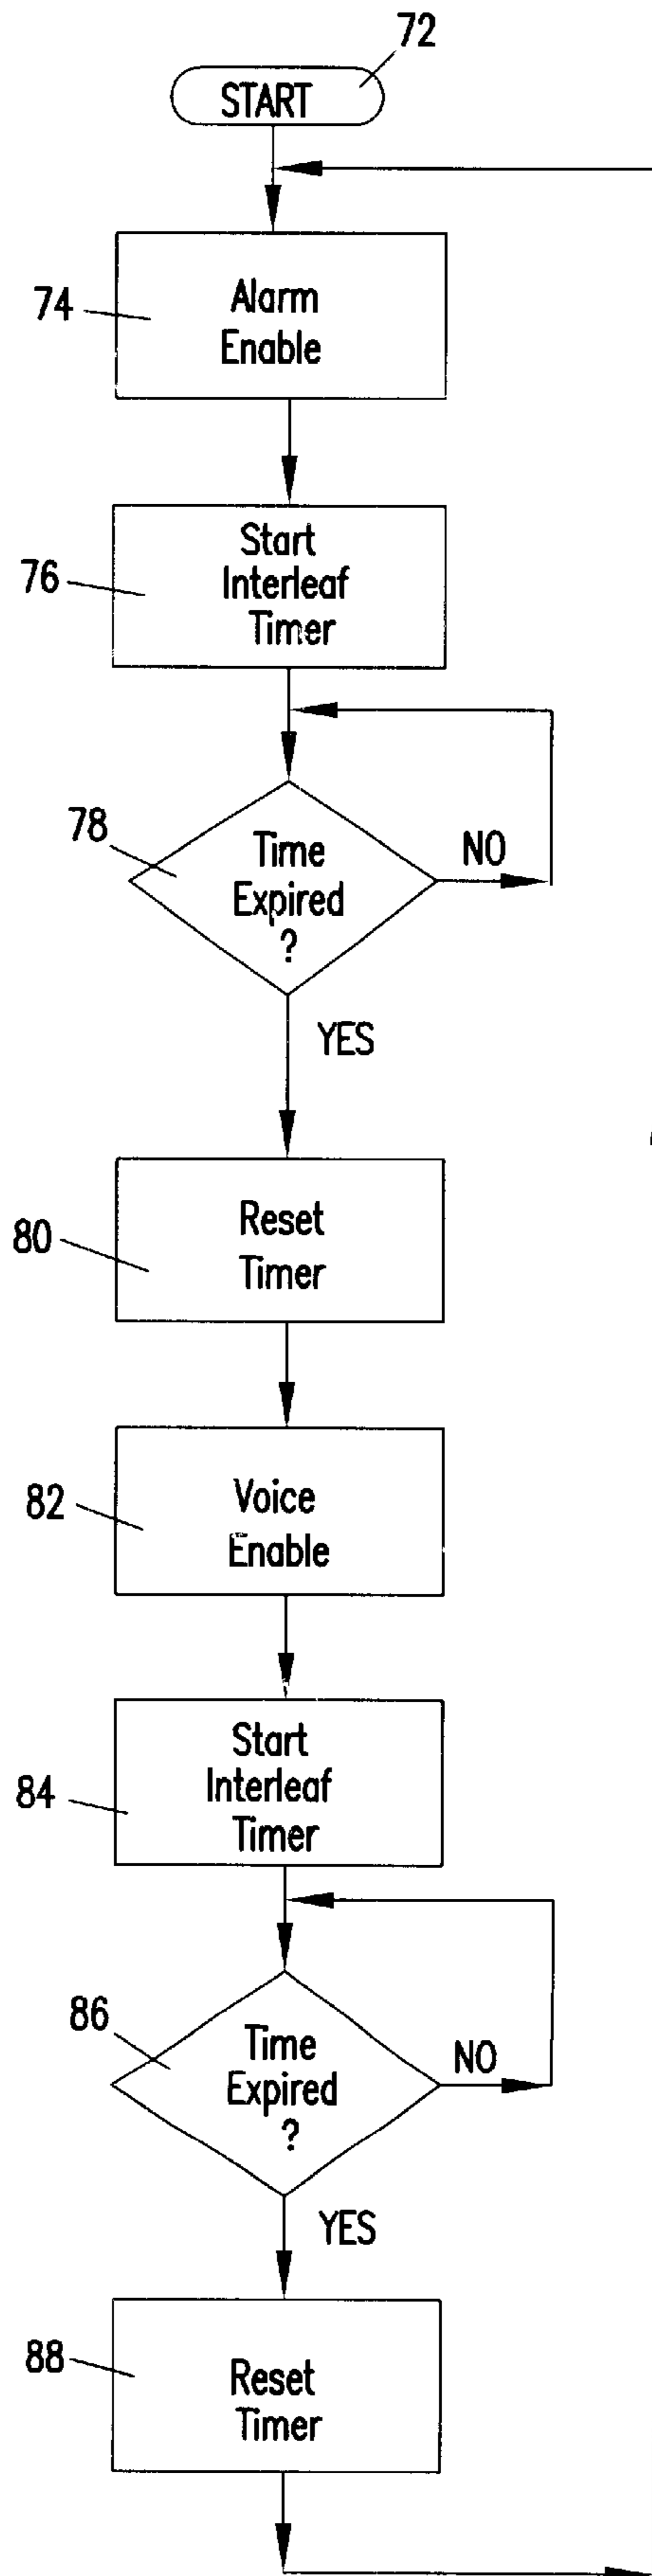 72
START
74
Alarm
Enable
76
Start
Interleaf
Timer
78
Time
Expired
?
NO
YES
80
Reset
Timer
82
Voice
Enable
84
Start
Interleaf
Timer
86
Time
Expired
?
NO
YES
88
Reset
Timer